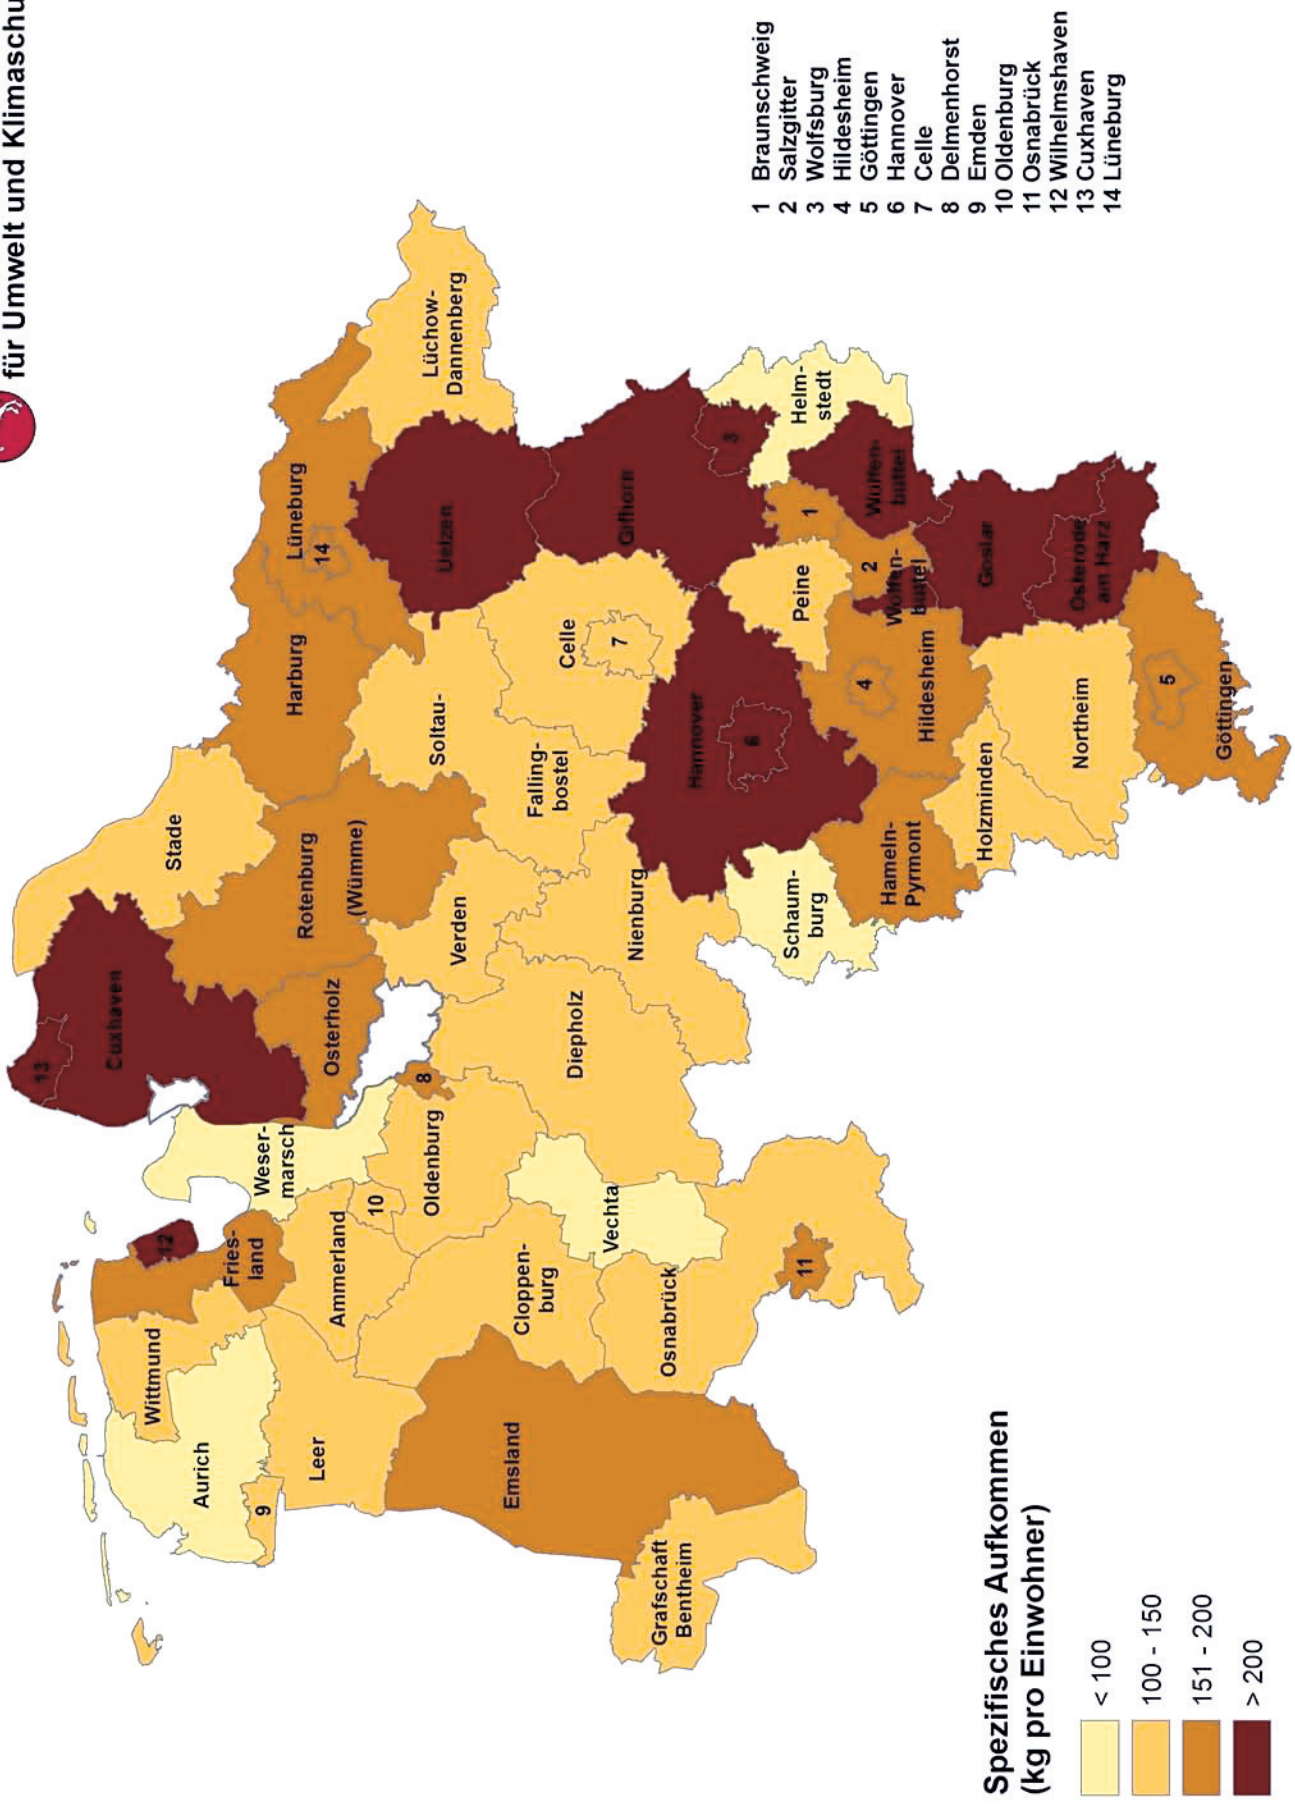 für Umwelt und Klimaschu
Cuxhaven
13
Stade
Wittmund
12
Aurich
Fries-
land
Weser-
marsch
9
Leer
Ammerland
10
Osterholz
Rotenburg
(Wümme)
Harburg
Lüneburg
14
Lüchow-
Dannenberg
8
Oldenburg
Verden
Soltau-
Falling-
bostel
Uelzen
Emsland
Cloppen-
burg
Vechta
Diepholz
Nienburg
Celle
7
Gifhorn
3
Grafschaft
Bentheim
Osnabrück
11
Hannover
6
Schaum-
burg
Peine
1
Helm-
stedt
2
Wolfen-
büttel
Wolfen-
büttel
4
Hildesheim
Hameln-
Pyrmont
Holzminden
Goslar
Osterode
am Harz
Northeim
5
Göttingen
1 Braunschweig
2 Salzgitter
3 Wolfsburg
4 Hildesheim
5 Göttingen
6 Hannover
7 Celle
8 Delmenhorst
9 Emden
10 Oldenburg
11 Osnabrück
12 Wilhelmshaven
13 Cuxhaven
14 Lüneburg
Spezifisches Aufkommen
(kg pro Einwohner)
< 100
100 - 150
151 - 200
> 200